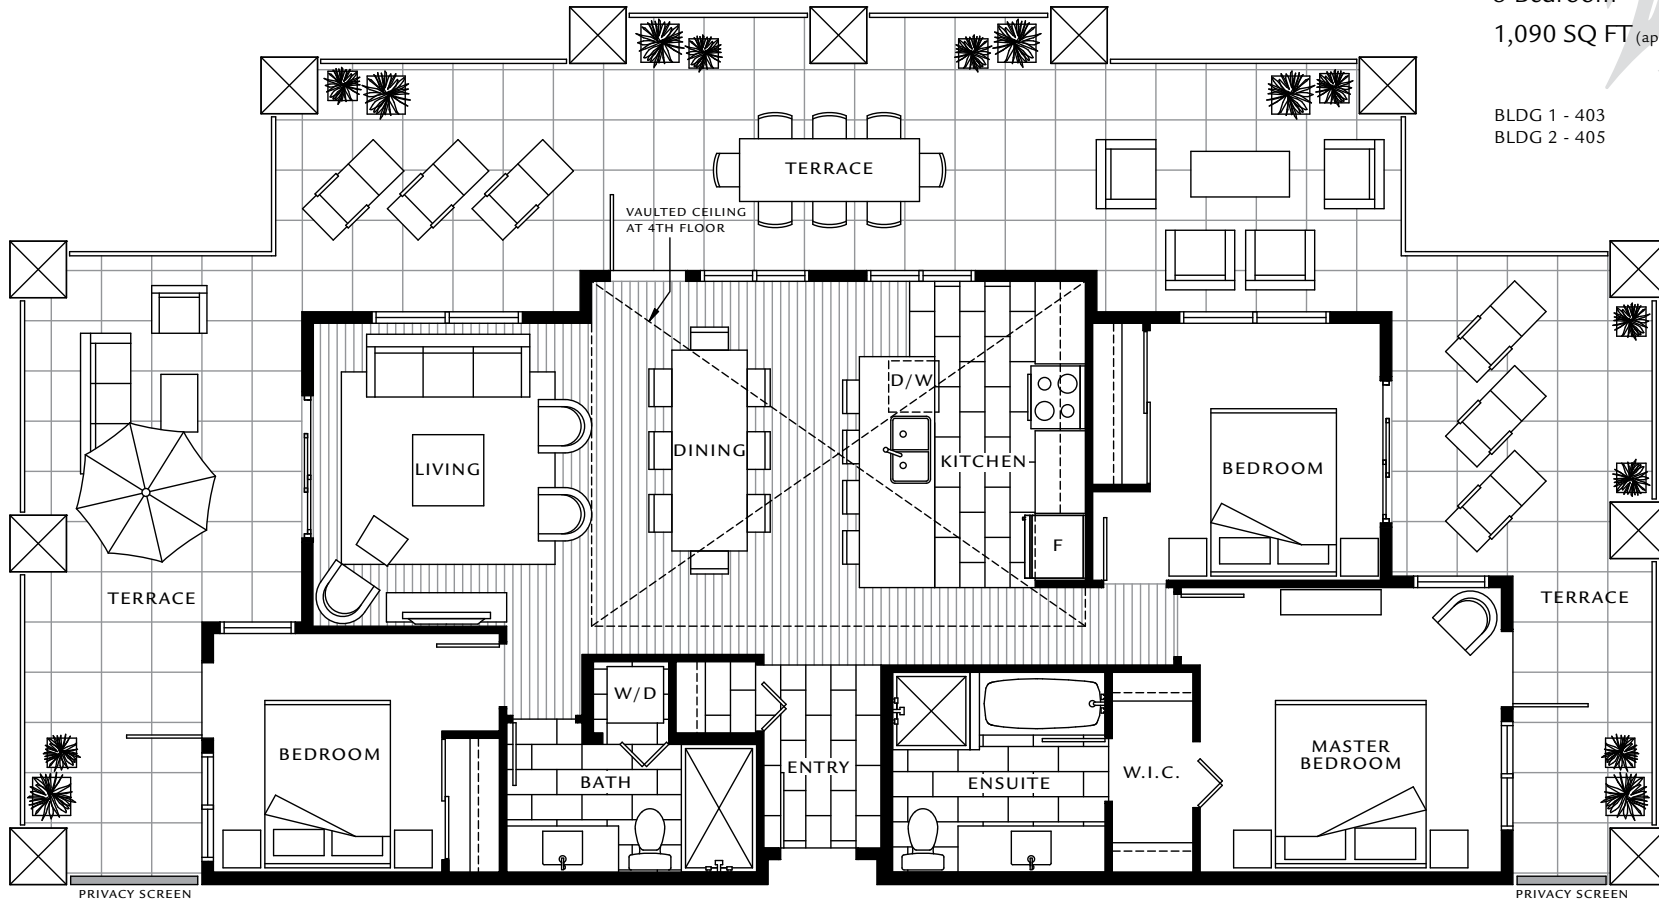 1,090 SQ FT
BLDG 1 - 403
BLDG 2 - 405
TERRACE
VAULTED CEILING
AT 4TH FLOOR
D/W
LIVING
DINING
KITCHEN
BEDROOM
F
TERRACE
TERRACE
W/D
BEDROOM
BATH
ENTRY
ENSUITE
W.I.C.
MASTER
BEDROOM
PRIVACY SCREEN
PRIVACY SCREEN